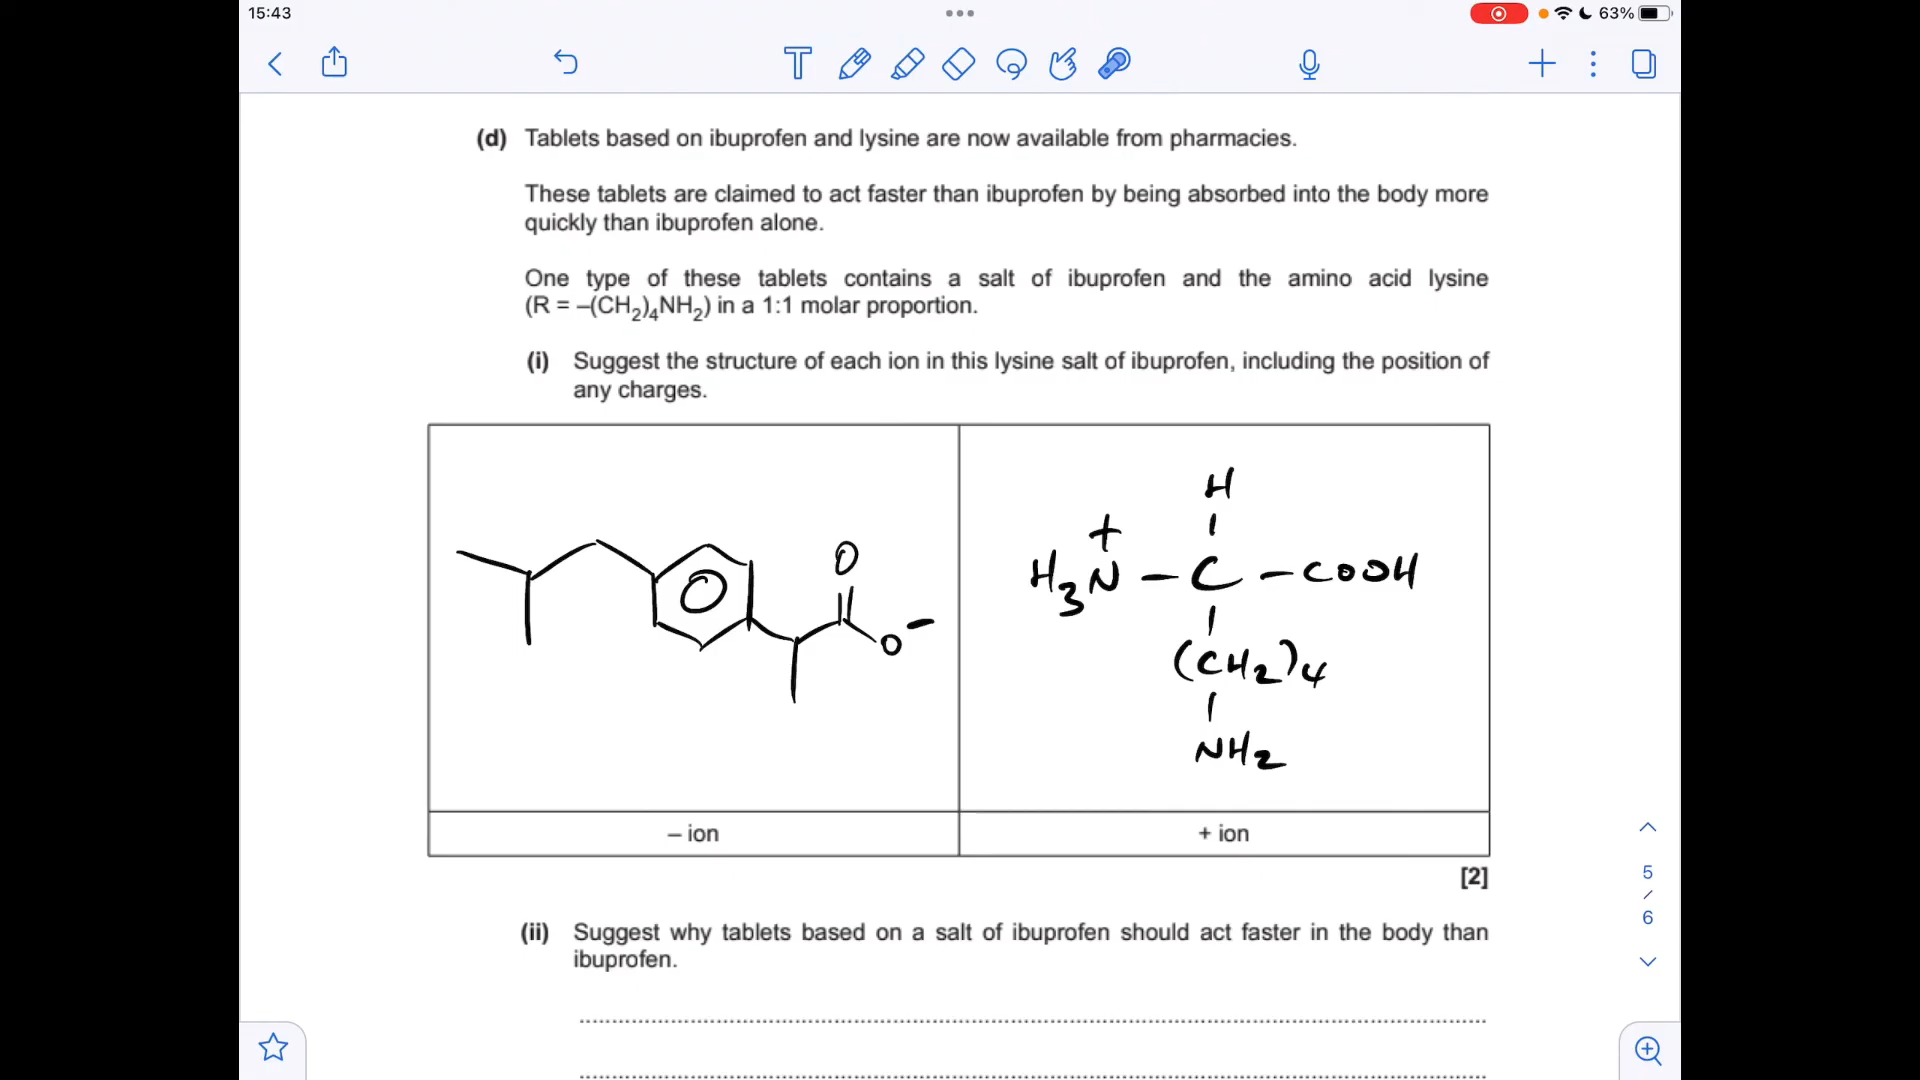 15:43
63%
T
(d) Tablets based on ibuprofen and lysine are now available from pharmacies.
These tablets are claimed to act faster than ibuprofen by being absorbed into the body more
quickly than ibuprofen alone.
One type of these tablets contains a salt of ibuprofen and the amino acid lysine
(R = –(CH₂)₄NH₂) in a 1:1 molar proportion.
(i) Suggest the structure of each ion in this lysine salt of ibuprofen, including the position of
any charges.
O
O⁻
H
+
H₃N – C – COOH
(CH₂)₄
NH₂
– ion
+ ion
[2]
5
/
6
(ii) Suggest why tablets based on a salt of ibuprofen should act faster in the body than
ibuprofen.